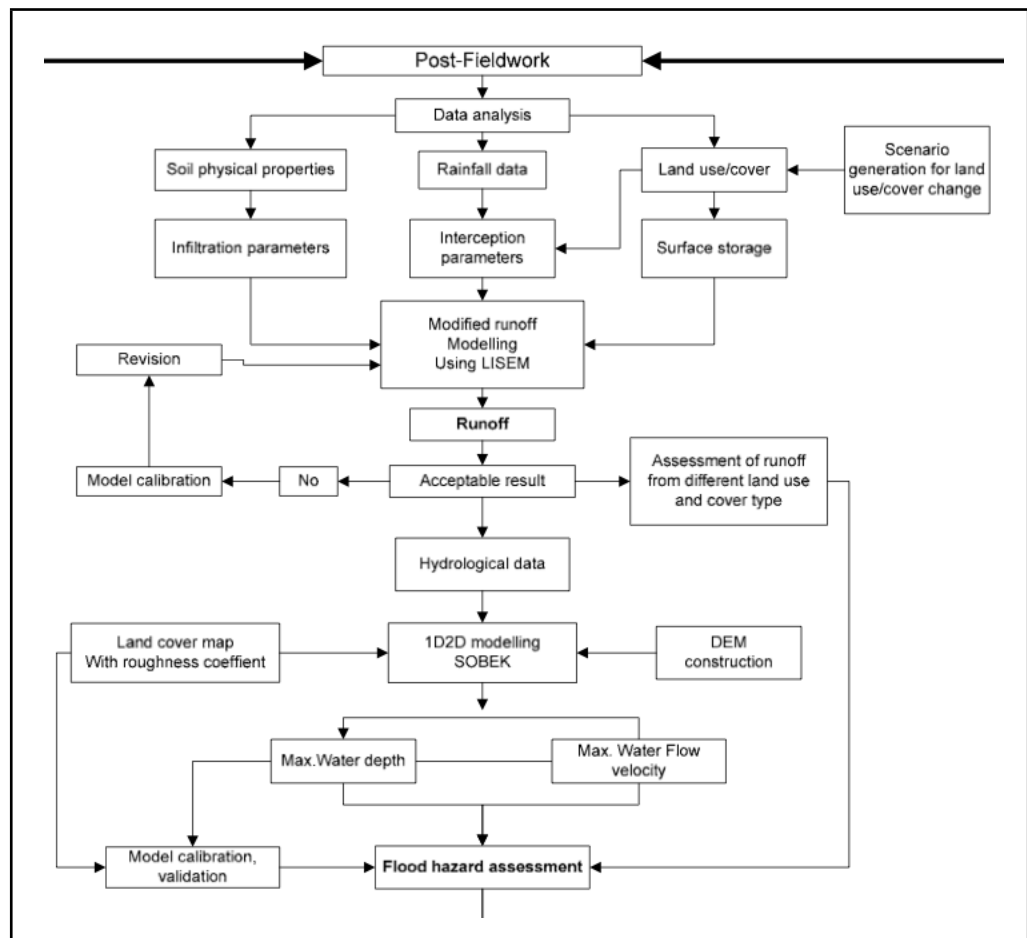 Post-Fieldwork
Data analysis
Soil physical properties
Rainfall data
Land use/cover
Scenario
generation for land
use/cover change
Infiltration parameters
Interception
parameters
Surface storage
Modified runoff
Modelling
Using LISEM
Revision
Runoff
Model calibration
No
Acceptable result
Assessment of runoff
from different land use
and cover type
Hydrological data
Land cover map
With roughness coeffient
1D2D modelling
SOBEK
DEM
construction
Max.Water depth
Max. Water Flow
velocity
Model calibration,
validation
Flood hazard assessment